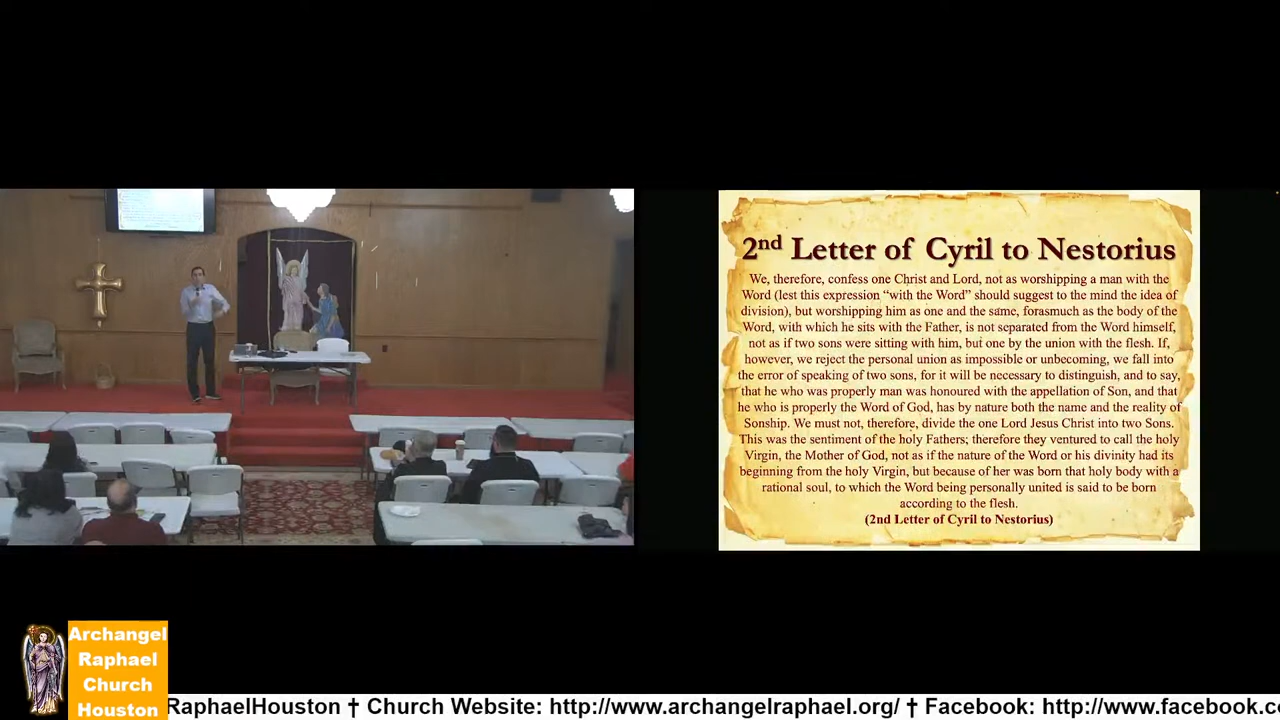 2nd Letter of Cyril to Nestorius
We, therefore, confess one Christ and Lord, not as worshipping a man with the
Word (lest this expression “with the Word” should suggest to the mind the idea of
division), but worshipping him as one and the same, forasmuch as the body of the
Word, with which he sits with the Father, is not separated from the Word himself,
not as if two sons were sitting with him, but one by the union with the flesh. If,
however, we reject the personal union as impossible or unbecoming, we fall into
the error of speaking of two sons, for it will be necessary to distinguish, and to say,
that he who was properly man was honoured with the appellation of Son, and that
he who is properly the Word of God, has by nature both the name and the reality of
Sonship. We must not, therefore, divide the one Lord Jesus Christ into two Sons.
This was the sentiment of the holy Fathers; therefore they ventured to call the holy
Virgin, the Mother of God, not as if the nature of the Word or his divinity had its
beginning from the holy Virgin, but because of her was born that holy body with a
rational soul, to which the Word being personally united is said to be born
according to the flesh.
(2nd Letter of Cyril to Nestorius)
Archangel
Raphael
Church
Houston
RaphaelHouston ✝ Church Website: http://www.archangelraphael.org/ ✝ Facebook: http://www.facebook.c